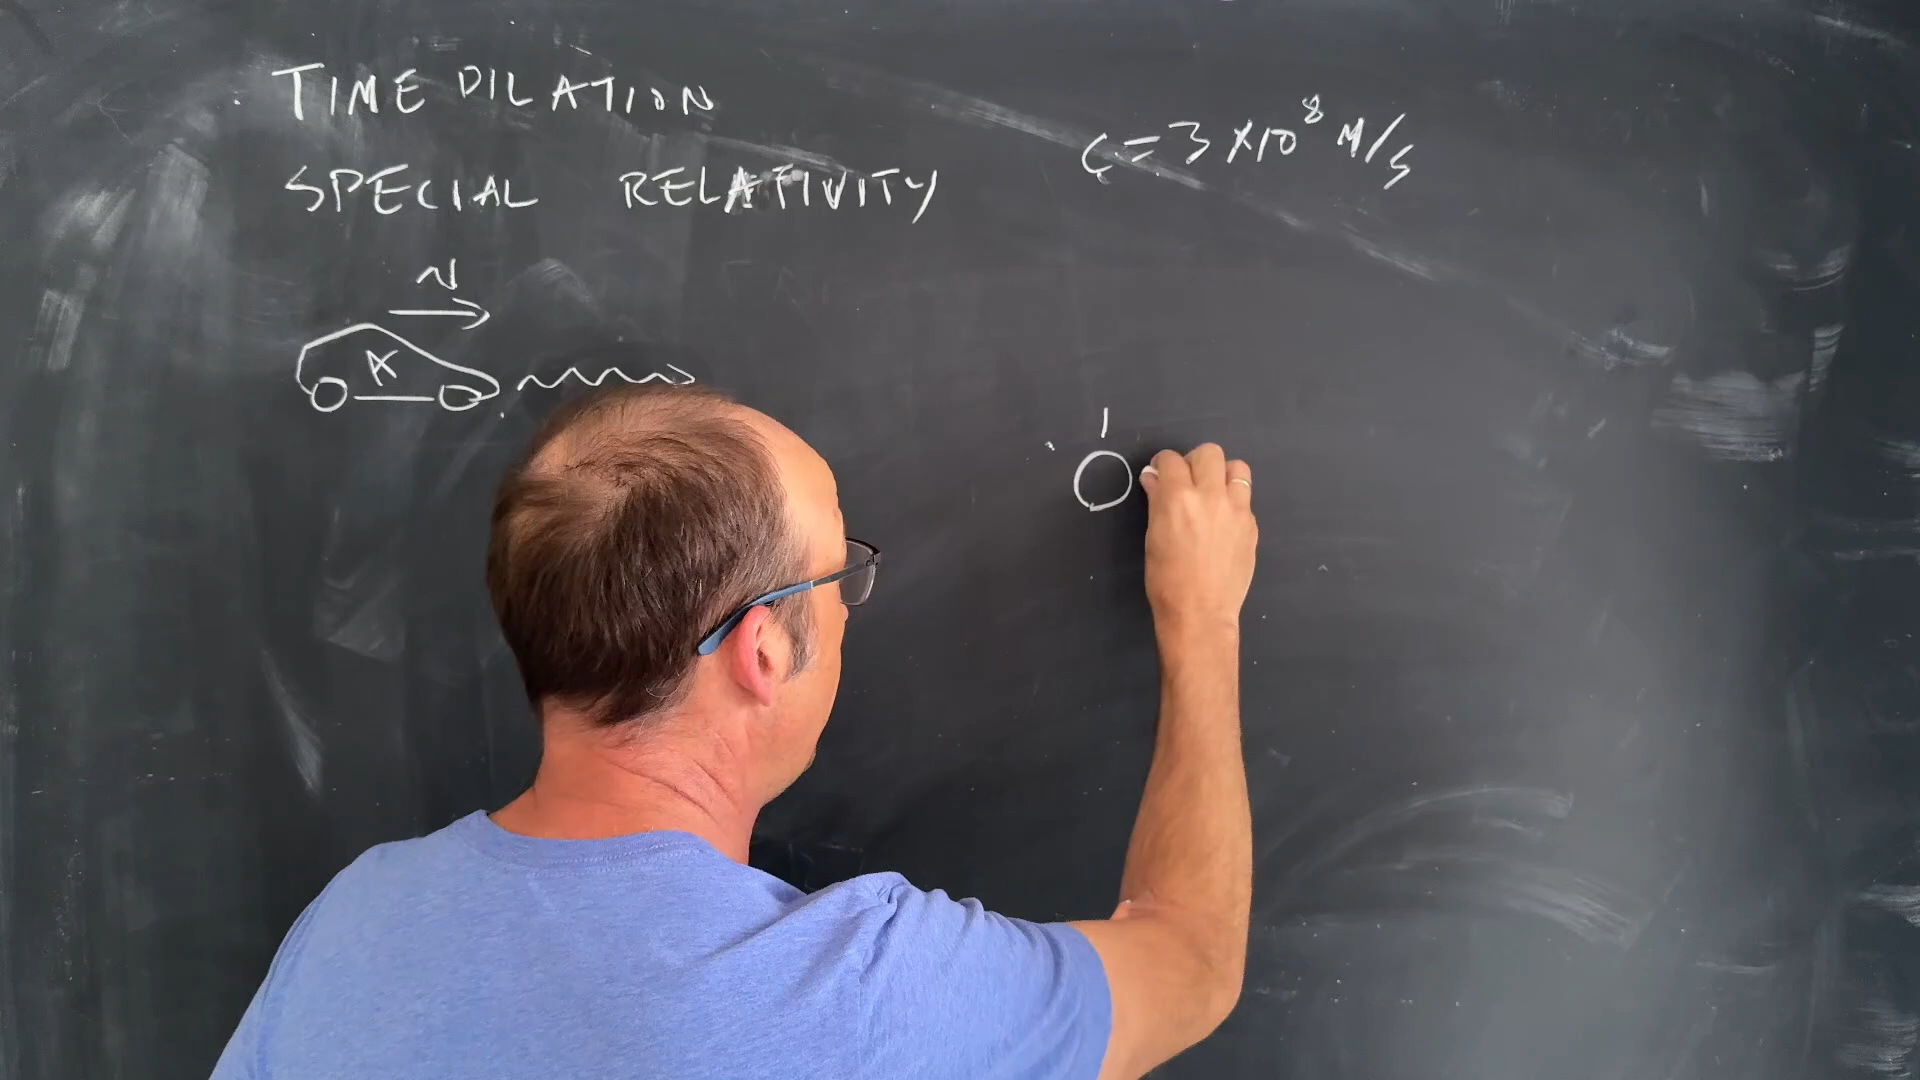 TIME DILATION
SPECIAL RELATIVITY
c = 3 × 10⁸ M/S
v
A